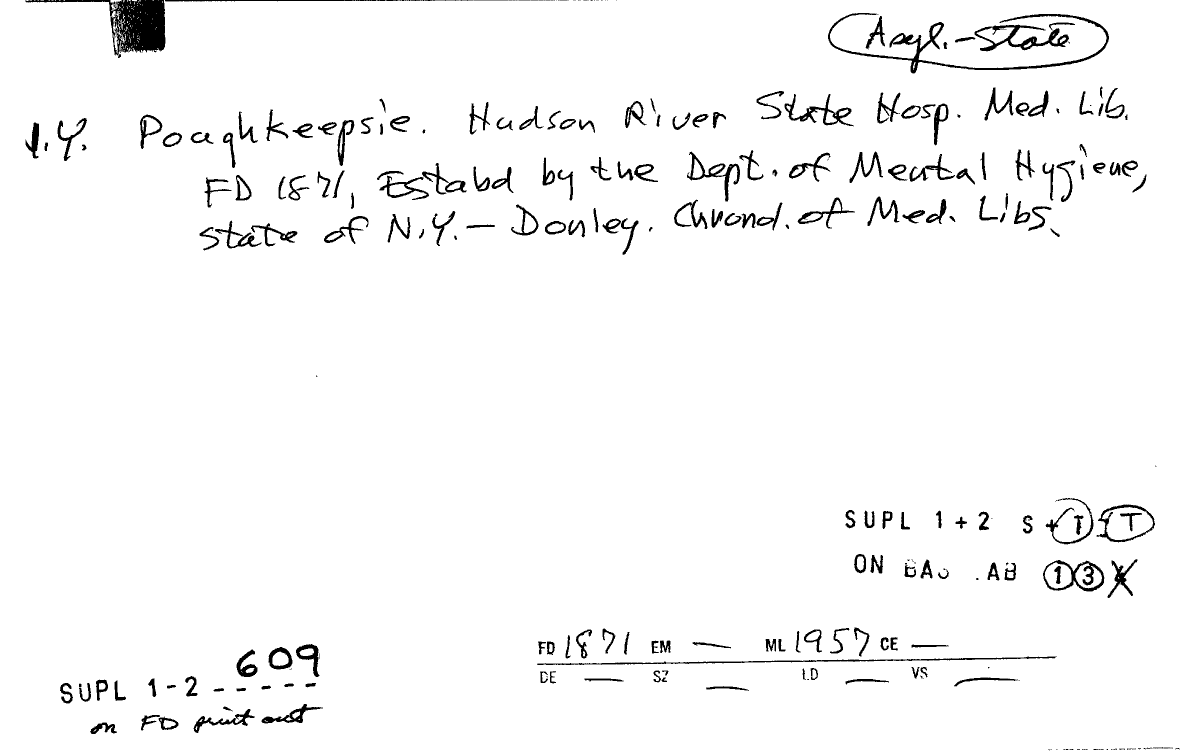 Asyl.-State
N.Y. Poughkeepsie. Hudson River State Hosp. Med. Lib.
FD 1871, Estabd by the Dept. of Mental Hygiene,
state of N.Y. - Donley. Chronol. of Med. Libs.
SUPL 1+2 S+T T
ON AB 1 3
FD 1871 EM — ML 1957 CE —
DE — SZ — LD — VS —
609
SUPL 1-2 -----
on FD print out